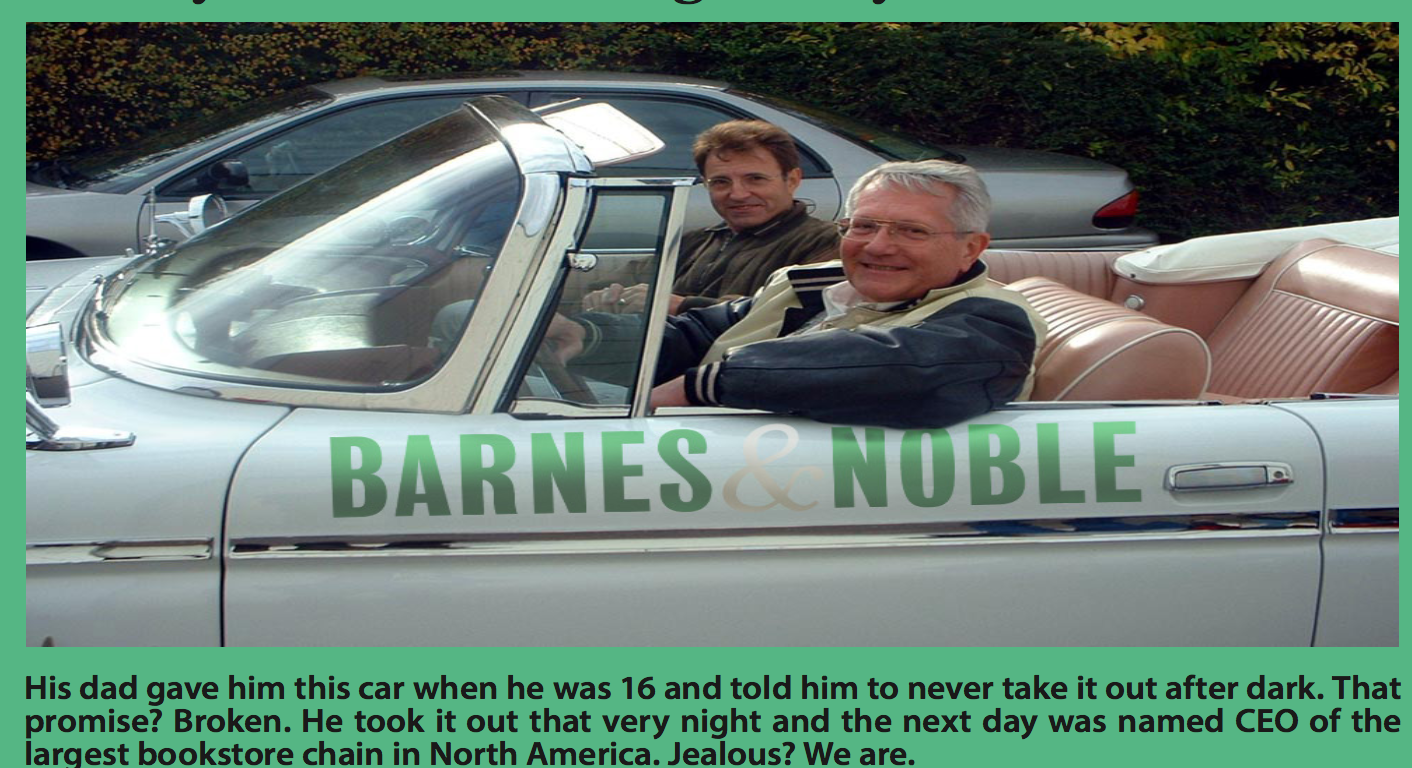 BARNES & NOBLE
His dad gave him this car when he was 16 and told him to never take it out after dark. That
promise? Broken. He took it out that very night and the next day was named CEO of the
largest bookstore chain in North America. Jealous? We are.